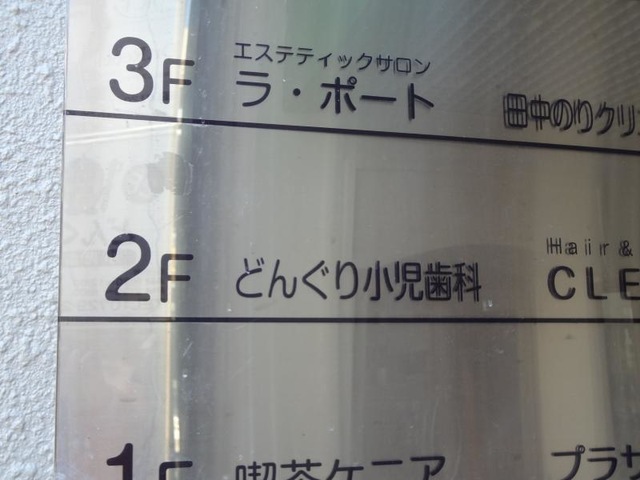 エステティックサロン
3F ラ・ポート 田中のりクリ
Hair &
2F どんぐり小児歯科 CLE
1F 喫茶ケニア プラザ